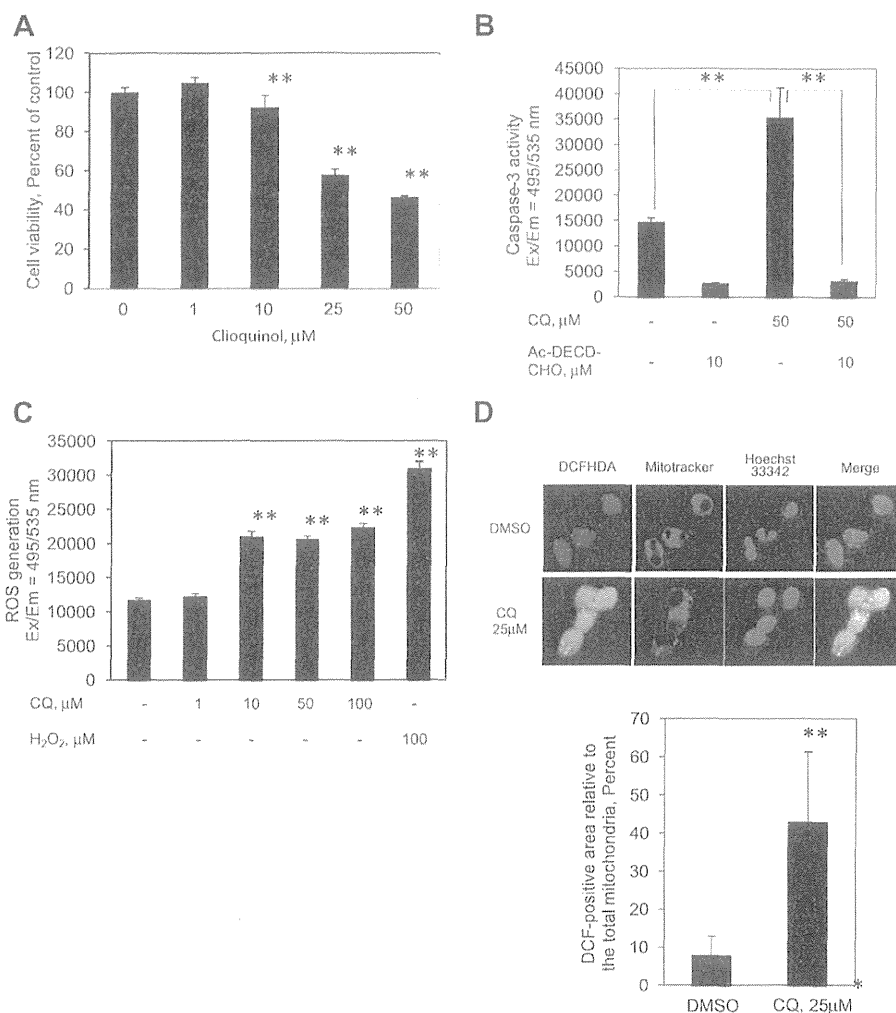 A
Cell viability, Percent of control
120
100
80
60
40
20
0
**
**
**
0 1 10 25 50
Clioquinol, μM
B
Caspase-3 activity
Ex/Em = 495/535 nm
45000
40000
35000
30000
25000
20000
15000
10000
5000
0
** **
CQ, μM - - 50 50
Ac-DECD-
CHO, μM - 10 - 10
C
ROS generation
Ex/Em = 495/535 nm
35000
30000
25000
20000
15000
10000
5000
0
** ** ** **
CQ, μM - 1 10 50 100 -
H₂O₂, μM - - - - - 100
D
DCFHDA Mitotracker Hoechst
33342 Merge
DMSO
CQ
25μM
DCF-positive area relative to
the total mitochondria, Percent
70
60
50
40
30
20
10
0
**
*
DMSO CQ, 25μM